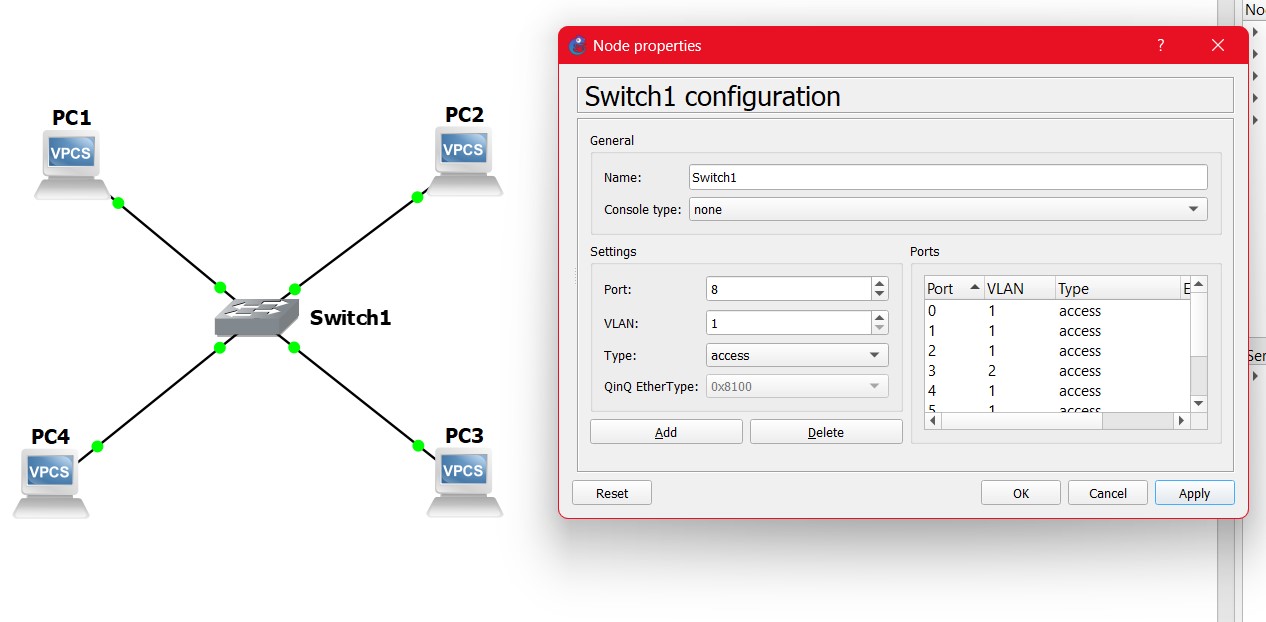 PC1
VPCS
PC2
VPCS
Switch1
PC4
VPCS
PC3
VPCS
Node properties
?
Switch1 configuration
General
Name: Switch1
Console type: none
Settings
Port: 8
VLAN: 1
Type: access
QinQ EtherType: 0x8100
Add Delete
Ports
Port VLAN Type E
0 1 access
1 1 access
2 1 access
3 2 access
4 1 access
5 1 access
Reset OK Cancel Apply
No
Ser